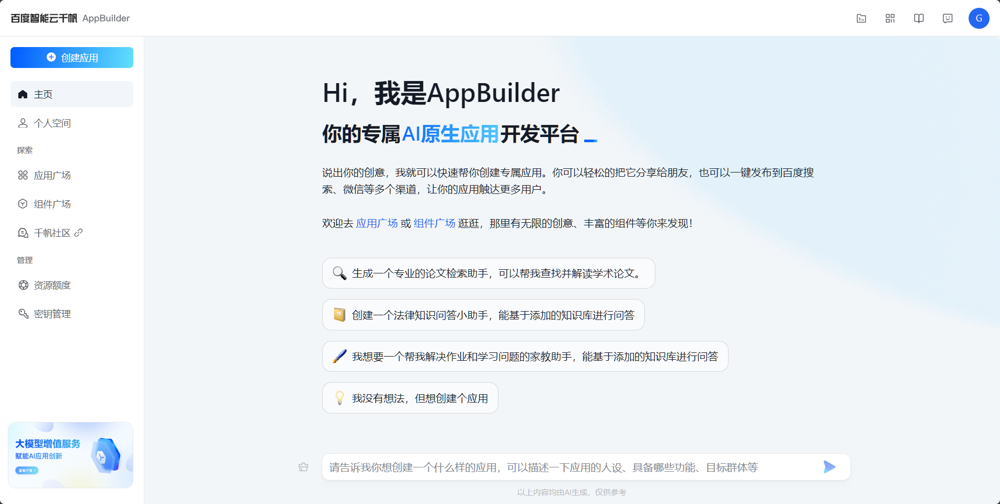 百度智能云千帆 AppBuilder
G
创建应用
主页
个人空间
探索
应用广场
组件广场
千帆社区
管理
资源额度
密钥管理
大模型增值服务
赋能AI应用创新
查看详情 >
Hi，我是AppBuilder
你的专属AI原生应用开发平台
说出你的创意，我就可以快速帮你创建专属应用。你可以轻松的把它分享给朋友，也可以一键发布到百度搜
索、微信等多个渠道，让你的应用触达更多用户。
欢迎去 应用广场 或 组件广场 逛逛，那里有无限的创意、丰富的组件等你来发现！
生成一个专业的论文检索助手，可以帮我查找并解读学术论文。
创建一个法律知识问答小助手，能基于添加的知识库进行问答
我想要一个帮我解决作业和学习问题的家教助手，能基于添加的知识库进行问答
我没有想法，但想创建个应用
请告诉我你想创建一个什么样的应用，可以描述一下应用的人设、具备哪些功能、目标群体等
以上内容均由AI生成，仅供参考